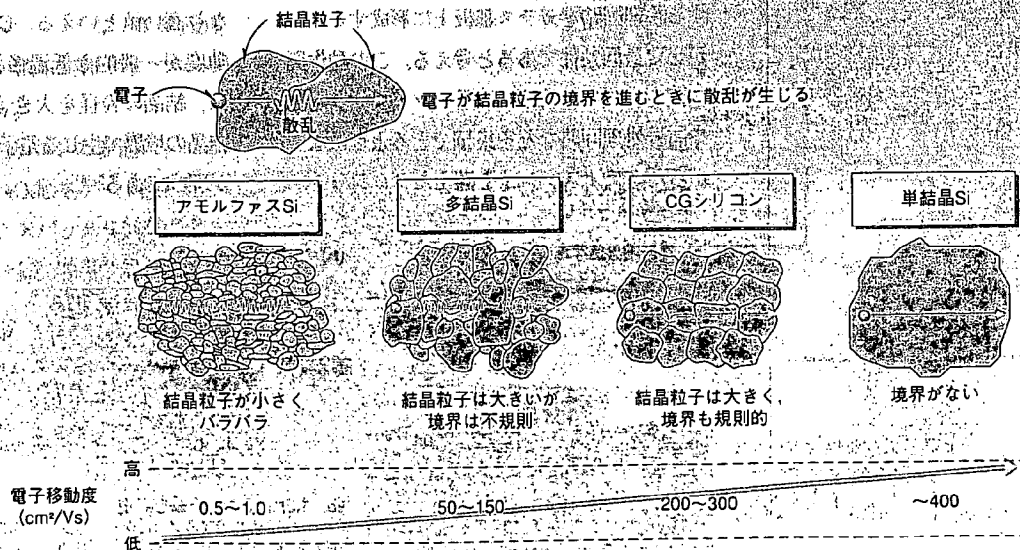 結晶粒子
電子
散乱
電子が結晶粒子の境界を進むときに散乱が生じる
アモルファスSi
多結晶Si
CGシリコン
単結晶Si
結晶粒子が小さく
バラバラ
結晶粒子は大きいが
境界は不規則
結晶粒子は大きく,
境界も規則的
境界がない
高
電子移動度
(cm²/Vs)
0.5〜1.0
50〜150
200〜300
〜400
低